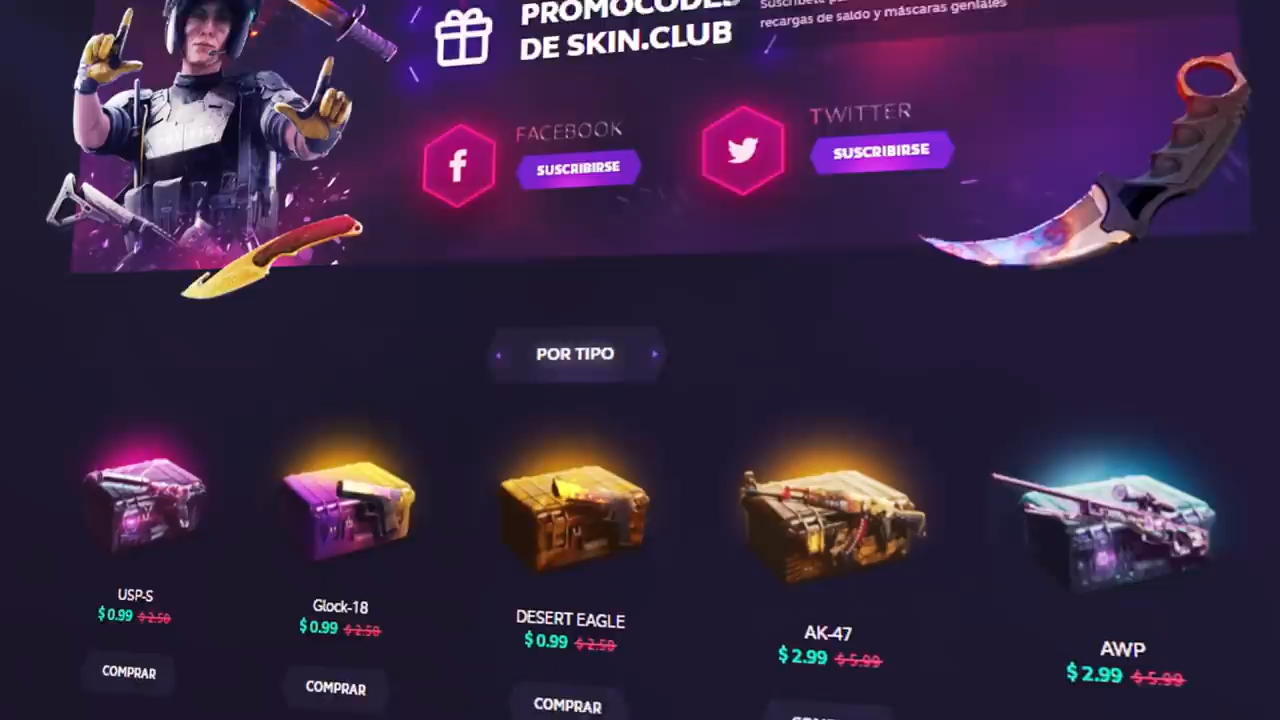 PROMOCODES
DE SKIN.CLUB
Suscríbete
recargas de saldo y máscaras geniales
FACEBOOK
SUSCRIBIRSE
TWITTER
SUSCRIBIRSE
POR TIPO
USP-S
$ 0.99 $ 2.50
COMPRAR
Glock-18
$ 0.99 $ 2.50
COMPRAR
DESERT EAGLE
$ 0.99 $ 2.50
COMPRAR
AK-47
$ 2.99 $ 5.99
AWP
$ 2.99 $ 5.99